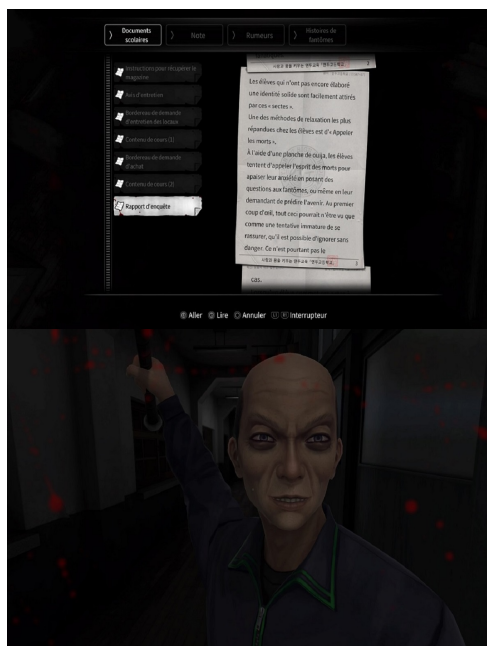 Documents
scolaires
Note
Rumeurs
Histoires de
fantômes
Instructions pour récupérer le
magazine
Avis d'entretien
Bordereau de demande
d'entretien des locaux
Contenu de cours (1)
Bordereau de demande
d'achat
Contenu de cours (2)
Rapport d'enquête
2
Les élèves qui n'ont pas encore élaboré
une identité solide sont facilement attirés
par ces « sectes ».
Une des méthodes de relaxation les plus
répandues chez les élèves est d'« Appeler
les morts ».
À l'aide d'une planche de ouija, les élèves
tentent d'appeler l'esprit des morts pour
apaiser leur anxiété en posant des
questions aux fantômes, ou même en leur
demandant de prédire l'avenir. Au premier
coup d'œil, tout ceci pourrait n'être vu que
comme une tentative immature de se
rassurer, qu'il est possible d'ignorer sans
danger. Ce n'est pourtant pas le
3
cas.
Aller Lire Annuler Interrupteur